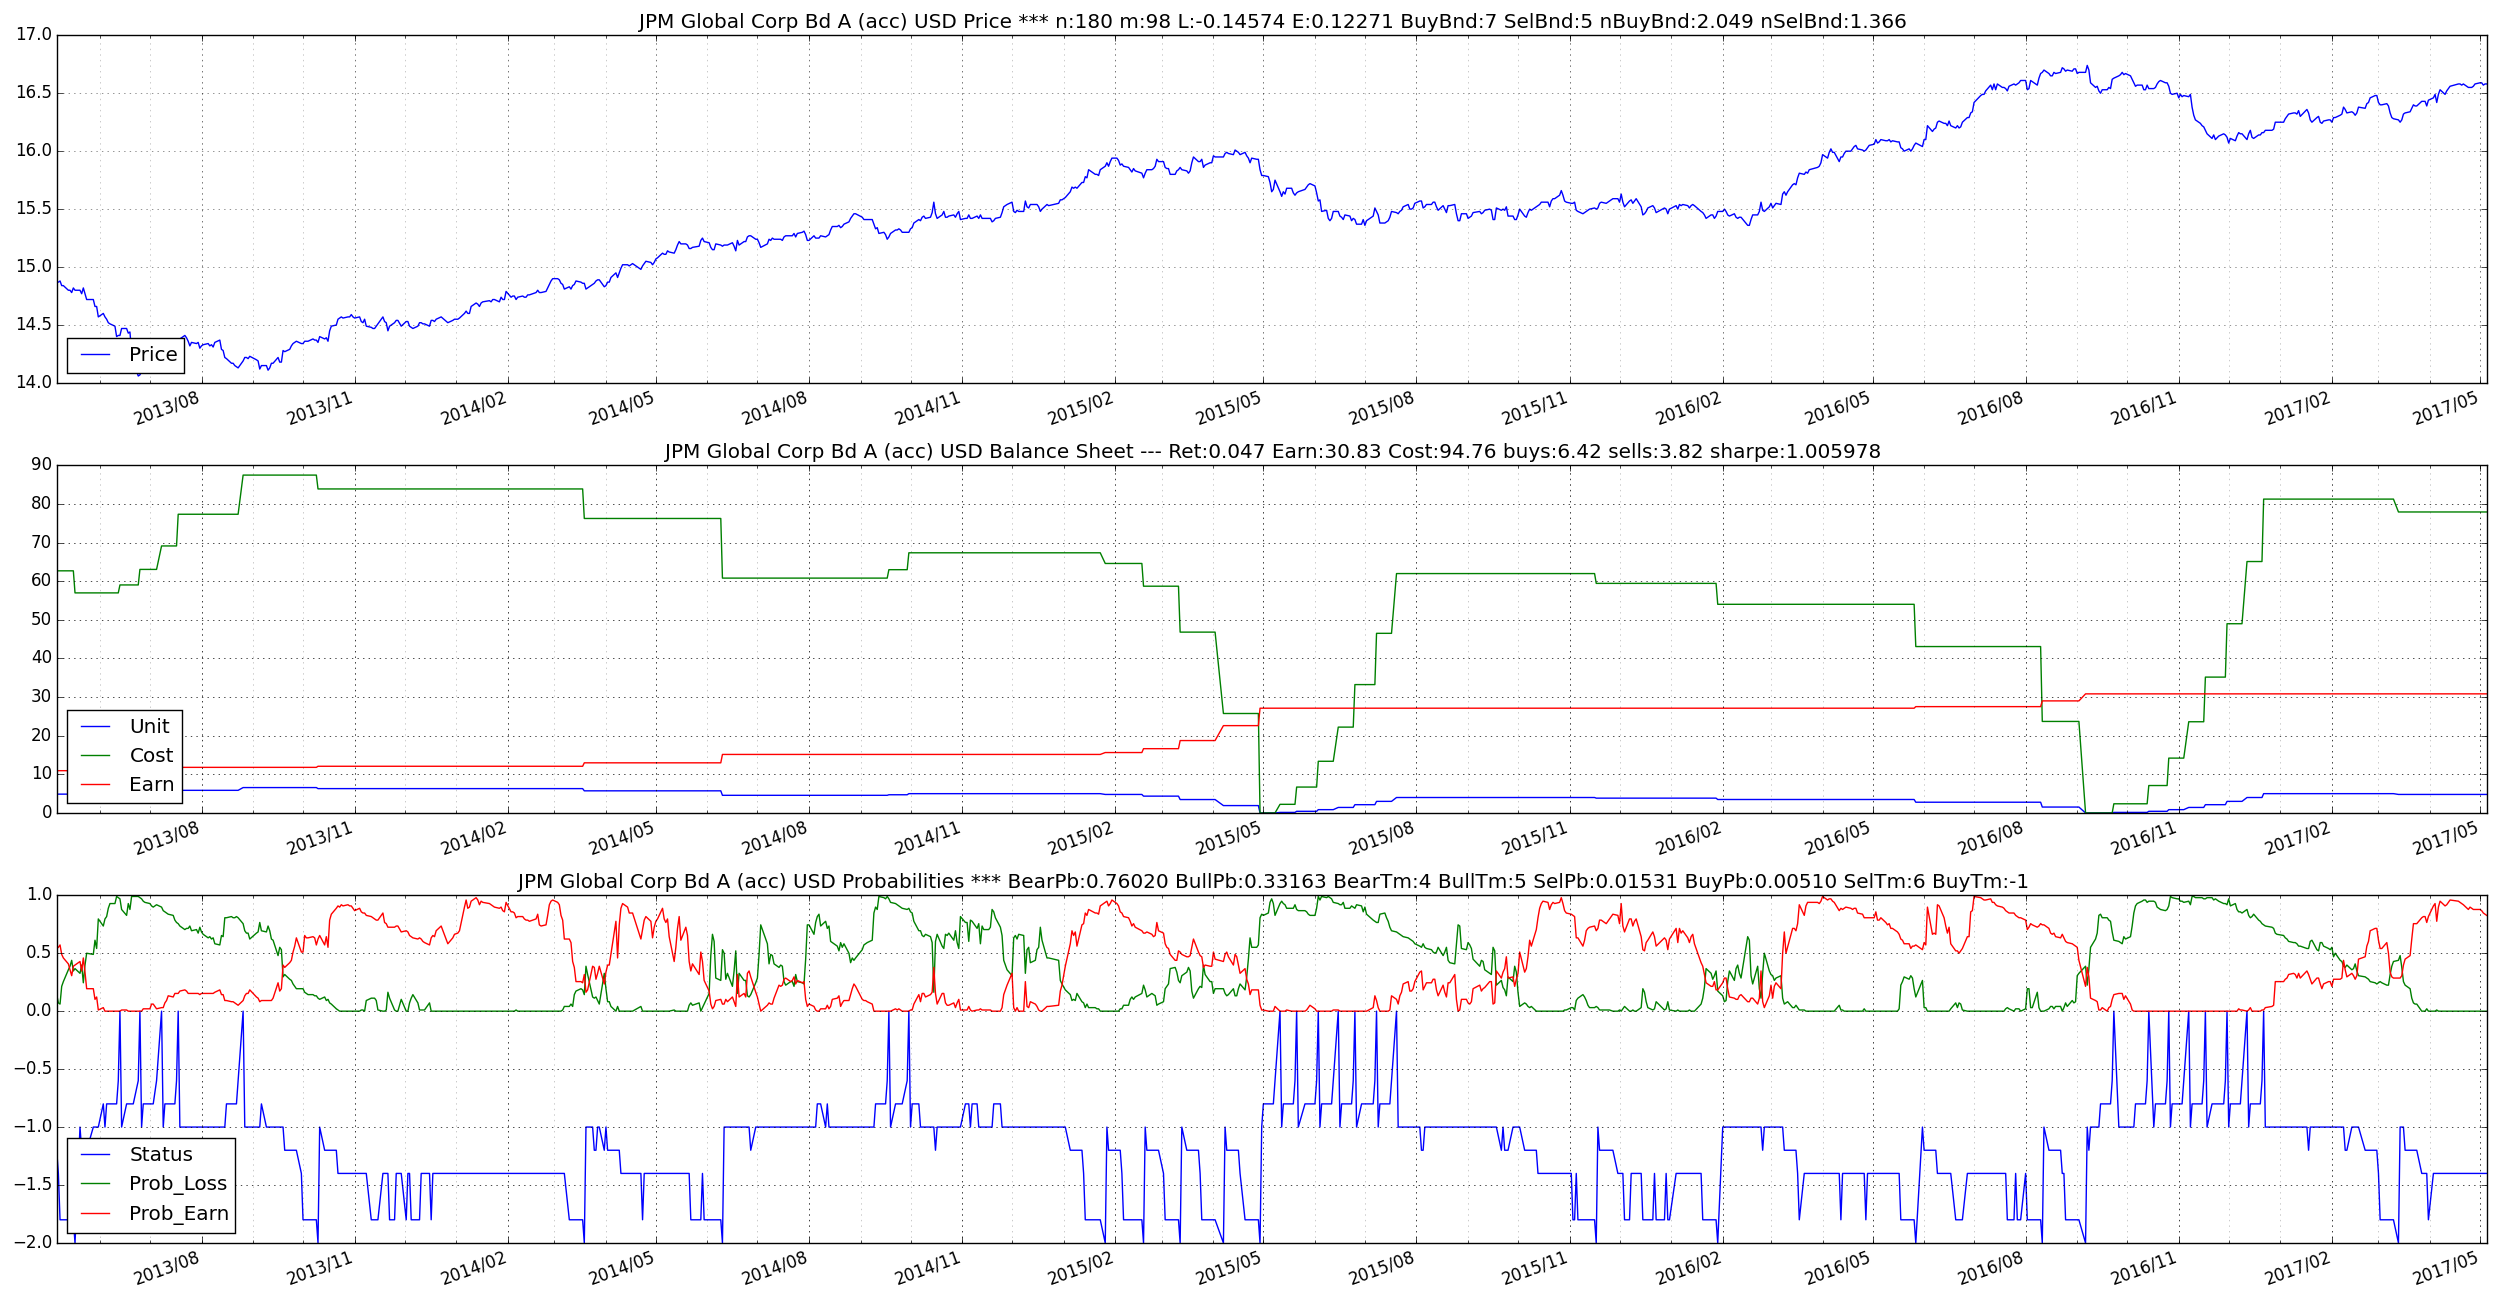 JPM Global Corp Bd A (acc) USD Price *** n:180 m:98 L:-0.14574 E:0.12271 BuyBnd:7 SelBnd:5 nBuyBnd:2.049 nSelBnd:1.366
17.0
16.5
16.0
15.5
15.0
14.5
14.0
Price
2013/08 2013/11 2014/02 2014/05 2014/08 2014/11 2015/02 2015/05 2015/08 2015/11 2016/02 2016/05 2016/08 2016/11 2017/02 2017/05
JPM Global Corp Bd A (acc) USD Balance Sheet --- Ret:0.047 Earn:30.83 Cost:94.76 buys:6.42 sells:3.82 sharpe:1.005978
90
80
70
60
50
40
30
20
10
0
Unit
Cost
Earn
2013/08 2013/11 2014/02 2014/05 2014/08 2014/11 2015/02 2015/05 2015/08 2015/11 2016/02 2016/05 2016/08 2016/11 2017/02 2017/05
JPM Global Corp Bd A (acc) USD Probabilities *** BearPb:0.76020 BullPb:0.33163 BearTm:4 BullTm:5 SelPb:0.01531 BuyPb:0.00510 SelTm:6 BuyTm:-1
1.0
0.5
0.0
−0.5
−1.0
−1.5
−2.0
Status
Prob_Loss
Prob_Earn
2013/08 2013/11 2014/02 2014/05 2014/08 2014/11 2015/02 2015/05 2015/08 2015/11 2016/02 2016/05 2016/08 2016/11 2017/02 2017/05